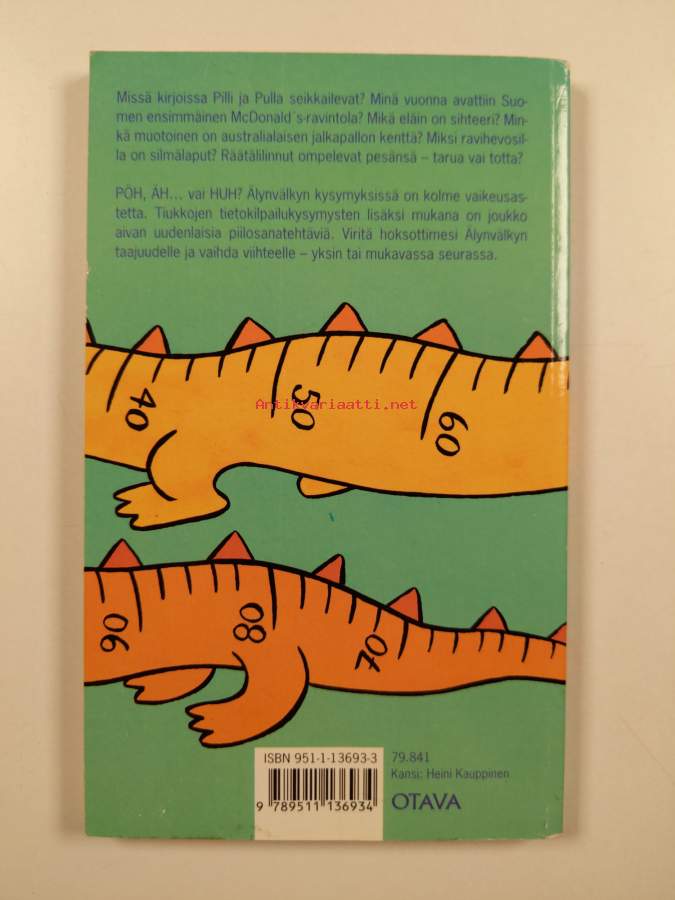 Missä kirjoissa Pilli ja Pulla seikkailevat? Minä vuonna avattiin Suo-
men ensimmäinen McDonald´s-ravintola? Mikä eläin on sihteeri? Min-
kä muotoinen on australialaisen jalkapallon kenttä? Miksi ravihevosil-
la on silmälaput? Räätälilinnut ompelevat pesänsä – tarua vai totta?
PÖH, ÄH... vai HUH? Älynvälkyn kysymyksissä on kolme vaikeusas-
tetta. Tiukkojen tietokilpailukysymysten lisäksi mukana on joukko
aivan uudenlaisia piilosanatehtäviä. Viritä hoksottimesi Älynvälkyn
taajuudelle ja vaihda viihteelle – yksin tai mukavassa seurassa.
40
50
60
Antikvariaatti.net
90
80
70
ISBN 951-1-13693-3
79.841
Kansi: Heini Kauppinen
9 789511 136934
OTAVA